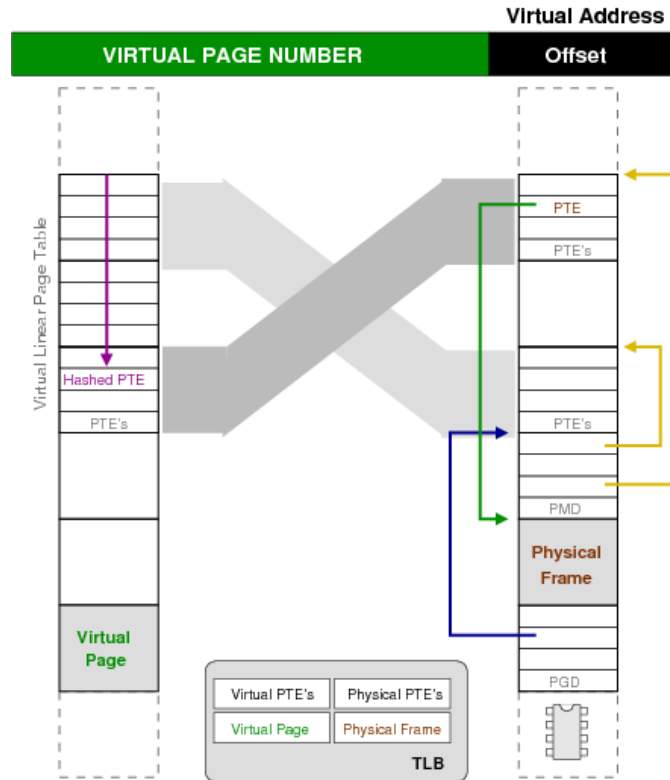 Virtual Address
VIRTUAL PAGE NUMBER
Offset
Virtual Linear Page Table
Hashed PTE
PTE's
Virtual
Page
PTE
PTE's
PTE's
PMD
Physical
Frame
PGD
Virtual PTE's
Physical PTE's
Virtual Page
Physical Frame
TLB